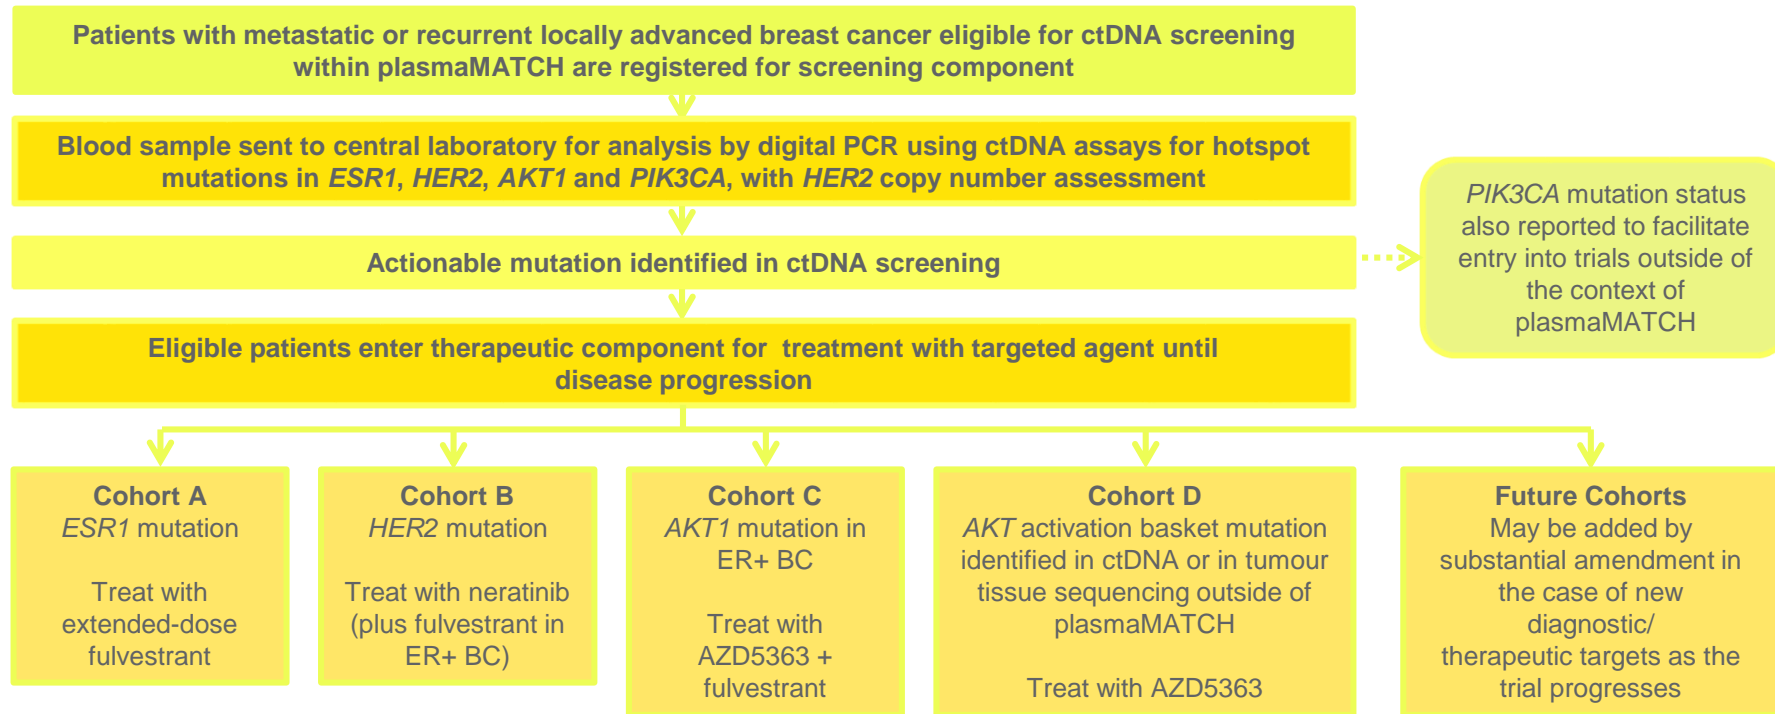 Patients with metastatic or recurrent locally advanced breast cancer eligible for ctDNA screening
within plasmaMATCH are registered for screening component
Blood sample sent to central laboratory for analysis by digital PCR using ctDNA assays for hotspot
mutations in ESR1, HER2, AKT1 and PIK3CA, with HER2 copy number assessment
PIK3CA mutation status
also reported to facilitate
entry into trials outside of
the context of
plasmaMATCH
Actionable mutation identified in ctDNA screening
Eligible patients enter therapeutic component for treatment with targeted agent until
disease progression
Cohort A
ESR1 mutation
Treat with
extended-dose
fulvestrant
Cohort B
HER2 mutation
Treat with neratinib
(plus fulvestrant in
ER+ BC)
Cohort C
AKT1 mutation in
ER+ BC
Treat with
AZD5363 +
fulvestrant
Cohort D
AKT activation basket mutation
identified in ctDNA or in tumour
tissue sequencing outside of
plasmaMATCH
Treat with AZD5363
Future Cohorts
May be added by
substantial amendment in
the case of new
diagnostic/
therapeutic targets as the
trial progresses